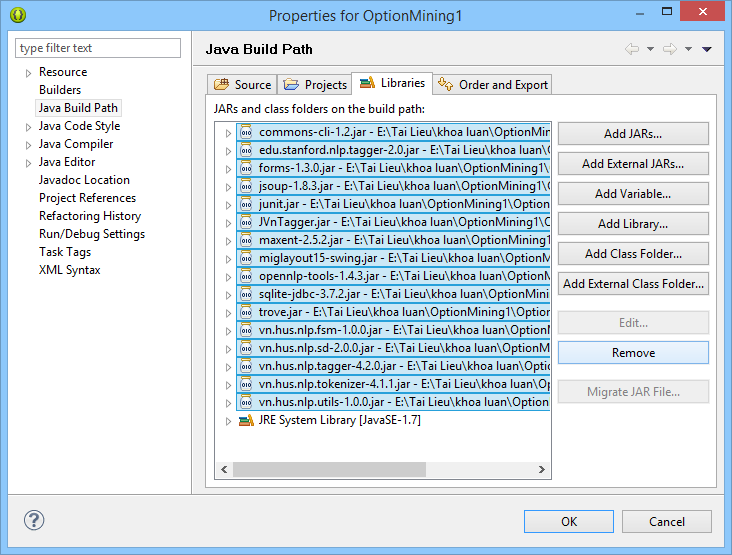 Properties for OptionMining1
type filter text
Java Build Path
Resource
Builders
Java Build Path
Java Code Style
Java Compiler
Java Editor
Javadoc Location
Project References
Refactoring History
Run/Debug Settings
Task Tags
XML Syntax
Source Projects Libraries Order and Export
JARs and class folders on the build path:
commons-cli-1.2.jar - E:\Tai Lieu\khoa luan\OptionMin
edu.stanford.nlp.tagger-2.0.jar - E:\Tai Lieu\khoa lua
forms-1.3.0.jar - E:\Tai Lieu\khoa luan\OptionMining1
jsoup-1.8.3.jar - E:\Tai Lieu\khoa luan\OptionMining1\
junit.jar - E:\Tai Lieu\khoa luan\OptionMining1\Option
JVnTagger.jar - E:\Tai Lieu\khoa luan\OptionMining1\O
maxent-2.5.2.jar - E:\Tai Lieu\khoa luan\OptionMining1
miglayout15-swing.jar - E:\Tai Lieu\khoa luan\OptionM
opennlp-tools-1.4.3.jar - E:\Tai Lieu\khoa luan\Option
sqlite-jdbc-3.7.2.jar - E:\Tai Lieu\khoa luan\OptionMini
trove.jar - E:\Tai Lieu\khoa luan\OptionMining1\Option
vn.hus.nlp.fsm-1.0.0.jar - E:\Tai Lieu\khoa luan\Option
vn.hus.nlp.sd-2.0.0.jar - E:\Tai Lieu\khoa luan\OptionM
vn.hus.nlp.tagger-4.2.0.jar - E:\Tai Lieu\khoa luan\Opt
vn.hus.nlp.tokenizer-4.1.1.jar - E:\Tai Lieu\khoa luan\Op
vn.hus.nlp.utils-1.0.0.jar - E:\Tai Lieu\khoa luan\Option
JRE System Library [JavaSE-1.7]
Add JARs...
Add External JARs...
Add Variable...
Add Library...
Add Class Folder...
Add External Class Folder...
Edit...
Remove
Migrate JAR File...
OK
Cancel